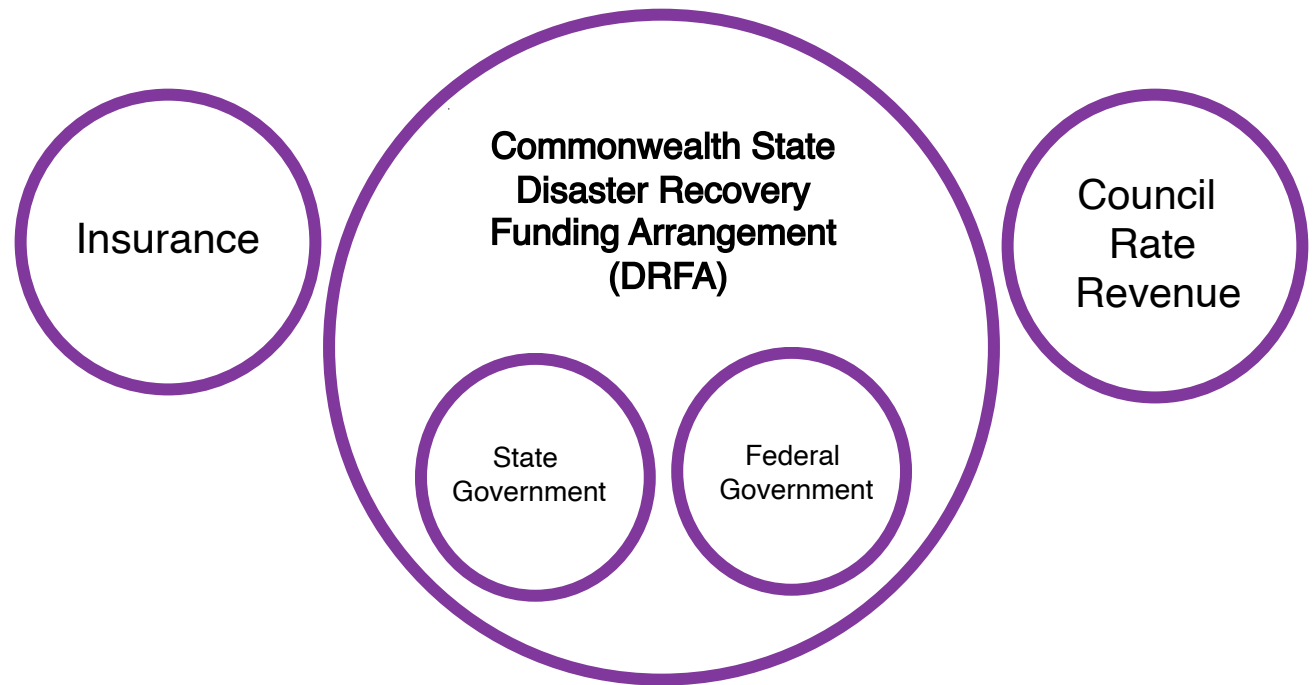 Insurance
Commonwealth State
Disaster Recovery
Funding Arrangement
(DRFA)
State
Government
Federal
Government
Council
Rate
Revenue